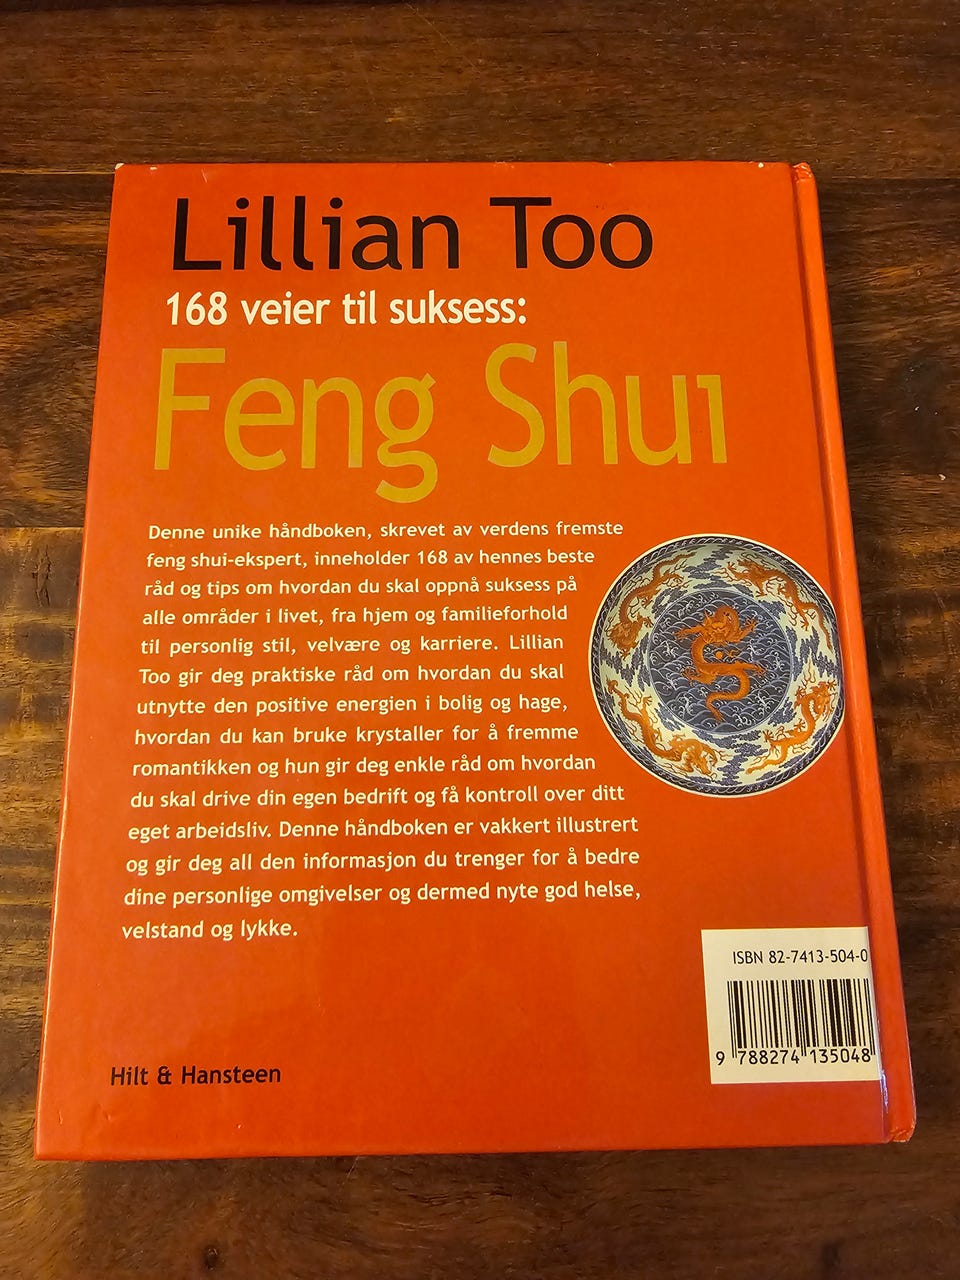 Lillian Too
168 veier til suksess:
Feng Shui
Denne unike håndboken, skrevet av verdens fremste
feng shui-ekspert, inneholder 168 av hennes beste
råd og tips om hvordan du skal oppnå suksess på
alle områder i livet, fra hjem og familieforhold
til personlig stil, velvære og karriere. Lillian
Too gir deg praktiske råd om hvordan du skal
utnytte den positive energien i bolig og hage,
hvordan du kan bruke krystaller for å fremme
romantikken og hun gir deg enkle råd om hvordan
du skal drive din egen bedrift og få kontroll over ditt
eget arbeidsliv. Denne håndboken er vakkert illustrert
og gir deg all den informasjon du trenger for å bedre
dine personlige omgivelser og dermed nyte god helse,
velstand og lykke.
ISBN 82-7413-504-0
9 788274 135048
Hilt & Hansteen